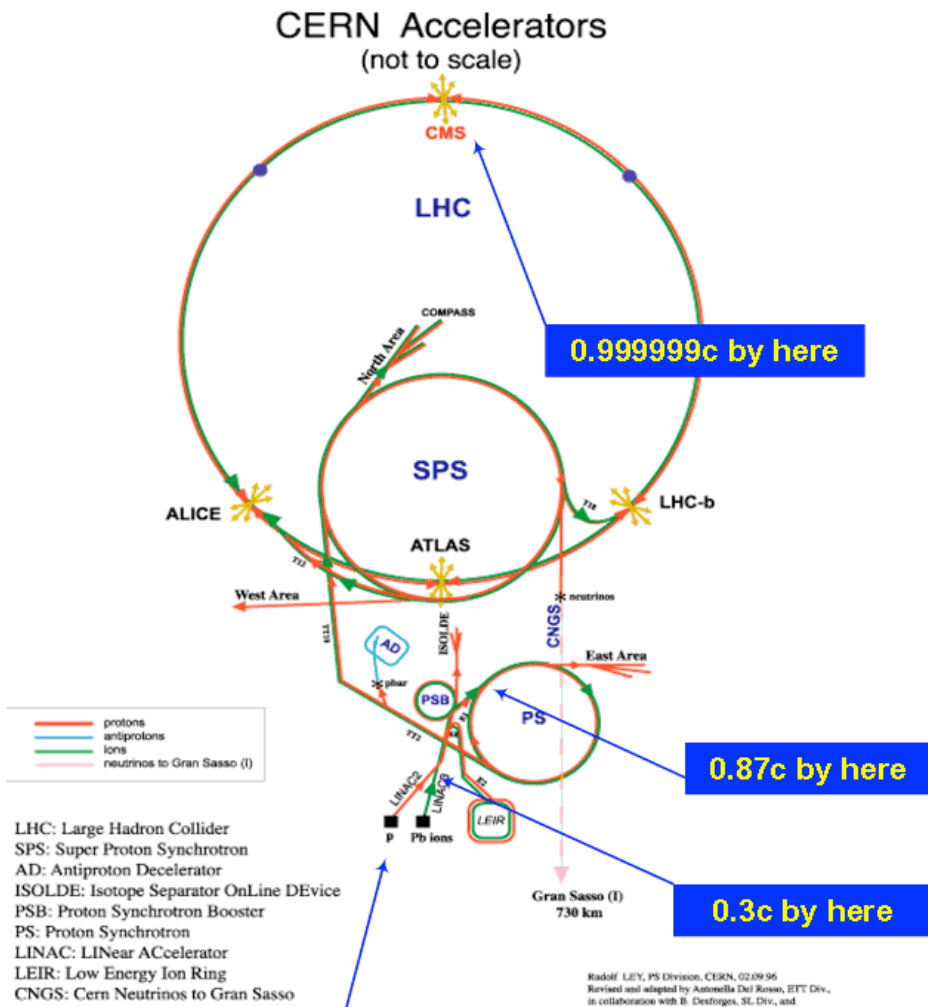 CERN Accelerators
(not to scale)
CMS
LHC
COMPASS
North Area
0.999999c by here
SPS
ALICE
TT8
LHC-b
ATLAS
TT2
West Area
neutrinos
CNGS
ISOLDE
TT10
AD
pbar
East Area
PSB
PS
protons
antiprotons
ions
neutrinos to Gran Sasso (I)
TT2
E2
0.87c by here
LINAC2
LINAC3
LEIR
P
Pb ions
LHC: Large Hadron Collider
SPS: Super Proton Synchrotron
AD: Antiproton Decelerator
ISOLDE: Isotope Separator OnLine DEvice
PSB: Proton Synchrotron Booster
PS: Proton Synchrotron
LINAC: LINear ACcelerator
LEIR: Low Energy Ion Ring
CNGS: Cern Neutrinos to Gran Sasso
Gran Sasso (I)
730 km
0.3c by here
Rudolf LEY, PS Division, CERN, 02.09.96
Revised and adapted by Antonella Del Rosso, ETT Div.,
in collaboration with B. Desforges, SL Div., and